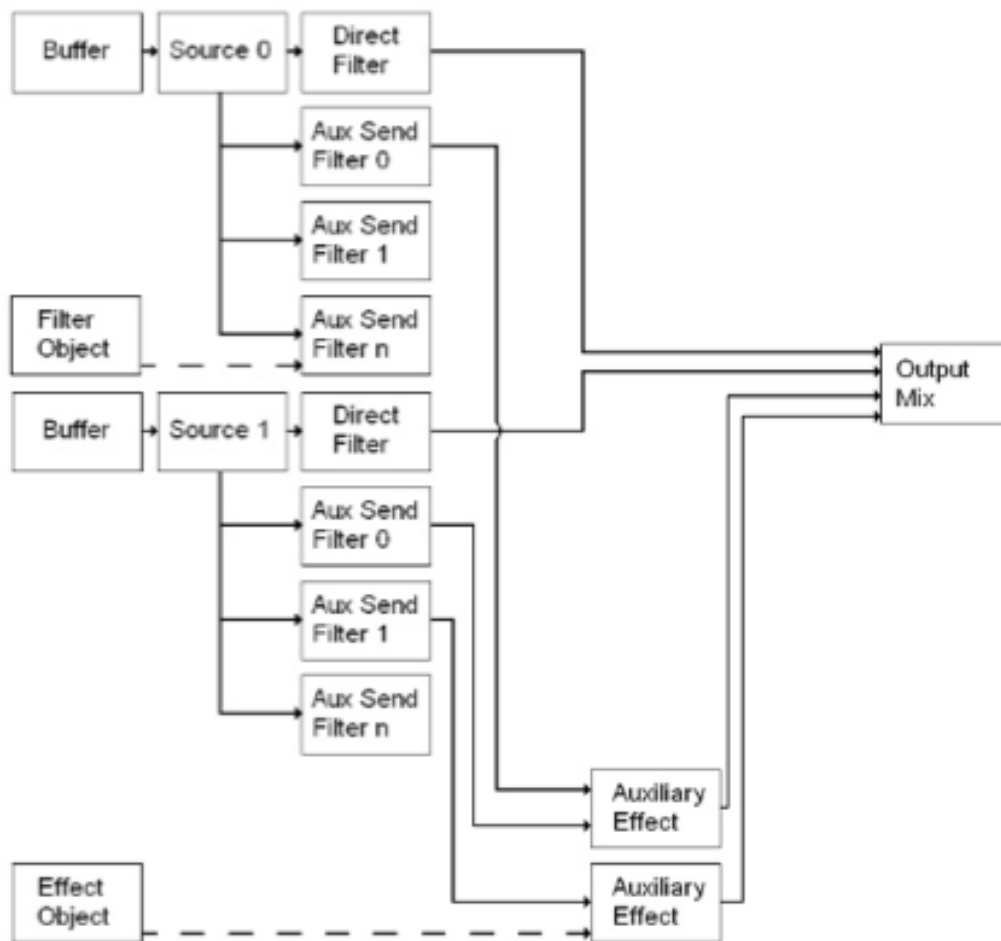 Buffer
Source 0
Direct
Filter
Aux Send
Filter 0
Aux Send
Filter 1
Filter
Object
Aux Send
Filter n
Output
Mix
Buffer
Source 1
Direct
Filter
Aux Send
Filter 0
Aux Send
Filter 1
Aux Send
Filter n
Auxiliary
Effect
Effect
Object
Auxiliary
Effect